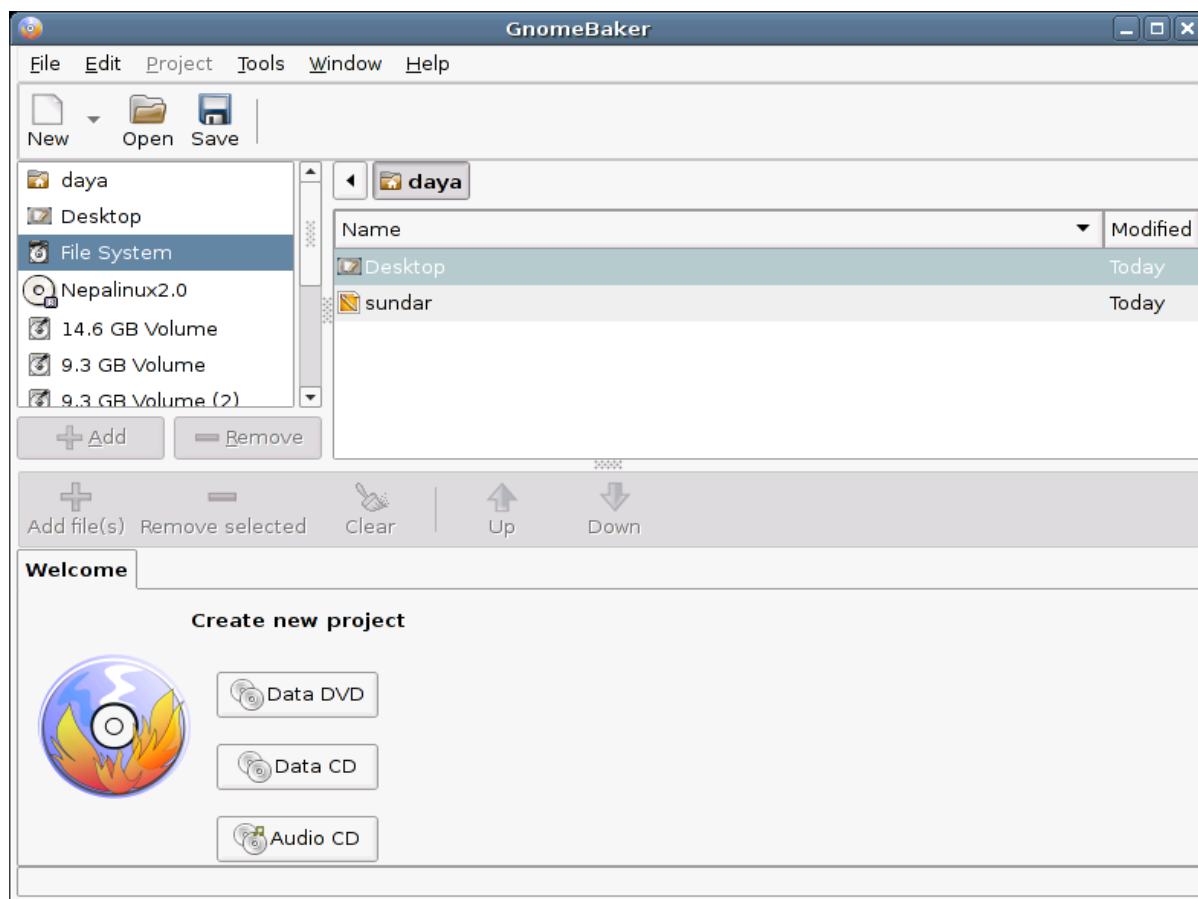 GnomeBaker
File Edit Project Tools Window Help
New Open Save
daya
Desktop
File System
Nepalinux2.0
14.6 GB Volume
9.3 GB Volume
9.3 GB Volume (2)
Add Remove
daya
Name Modified
Desktop Today
sundar Today
Add file(s) Remove selected Clear Up Down
Welcome
Create new project
Data DVD
Data CD
Audio CD